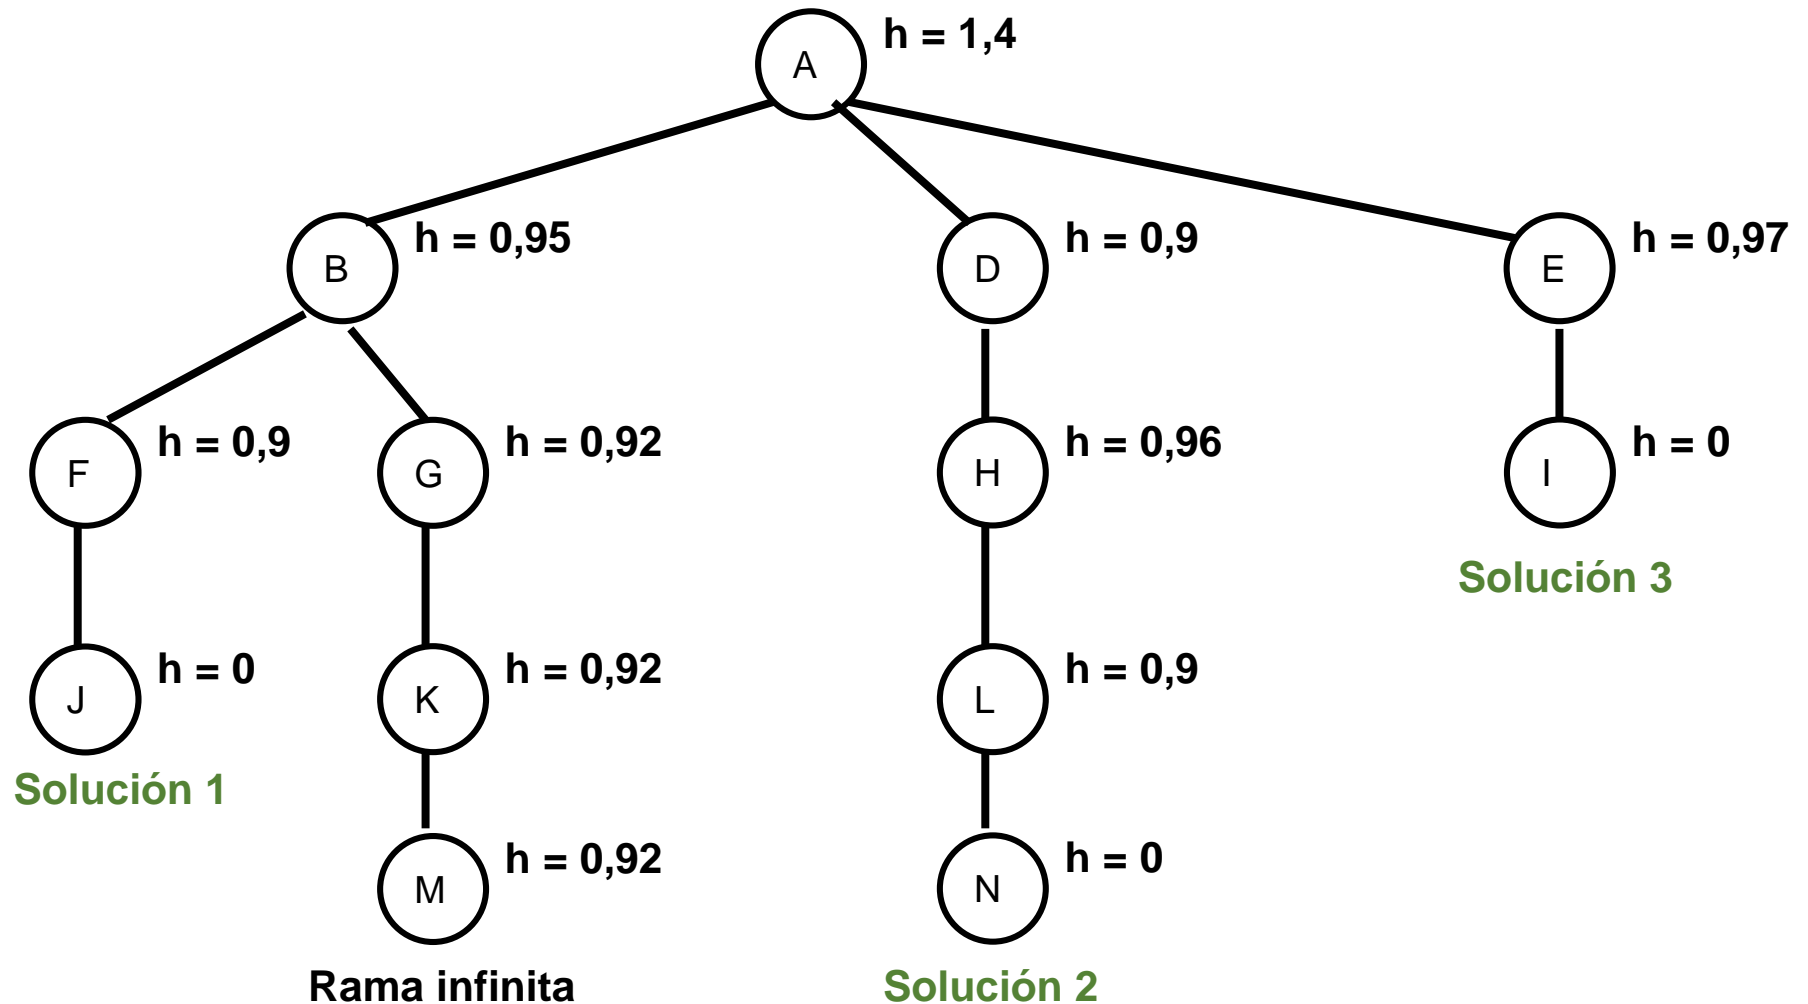 A
h = 1,4
B
h = 0,95
D
h = 0,9
E
h = 0,97
F
h = 0,9
G
h = 0,92
H
h = 0,96
I
h = 0
Solución 3
J
h = 0
K
h = 0,92
L
h = 0,9
Solución 1
M
h = 0,92
N
h = 0
Rama infinita
Solución 2